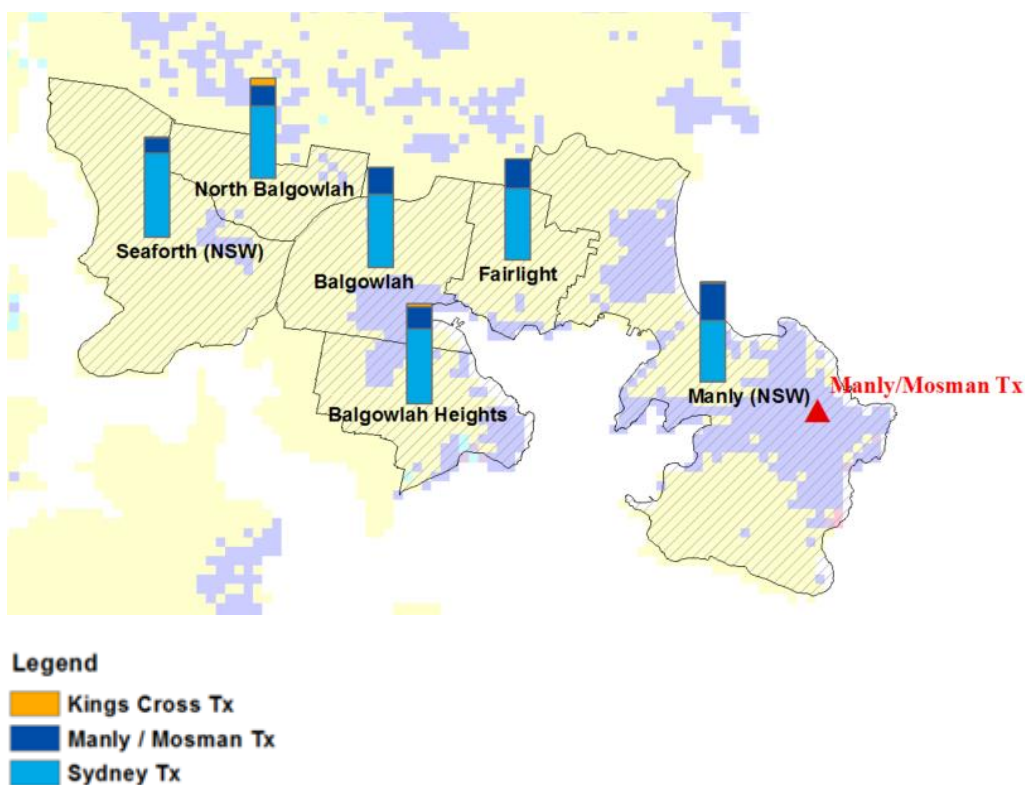 North Balgowlah
Seaforth (NSW)
Balgowlah
Fairlight
Manly (NSW)
Manly/Mosman Tx
Balgowlah Heights
Legend
Kings Cross Tx
Manly / Mosman Tx
Sydney Tx